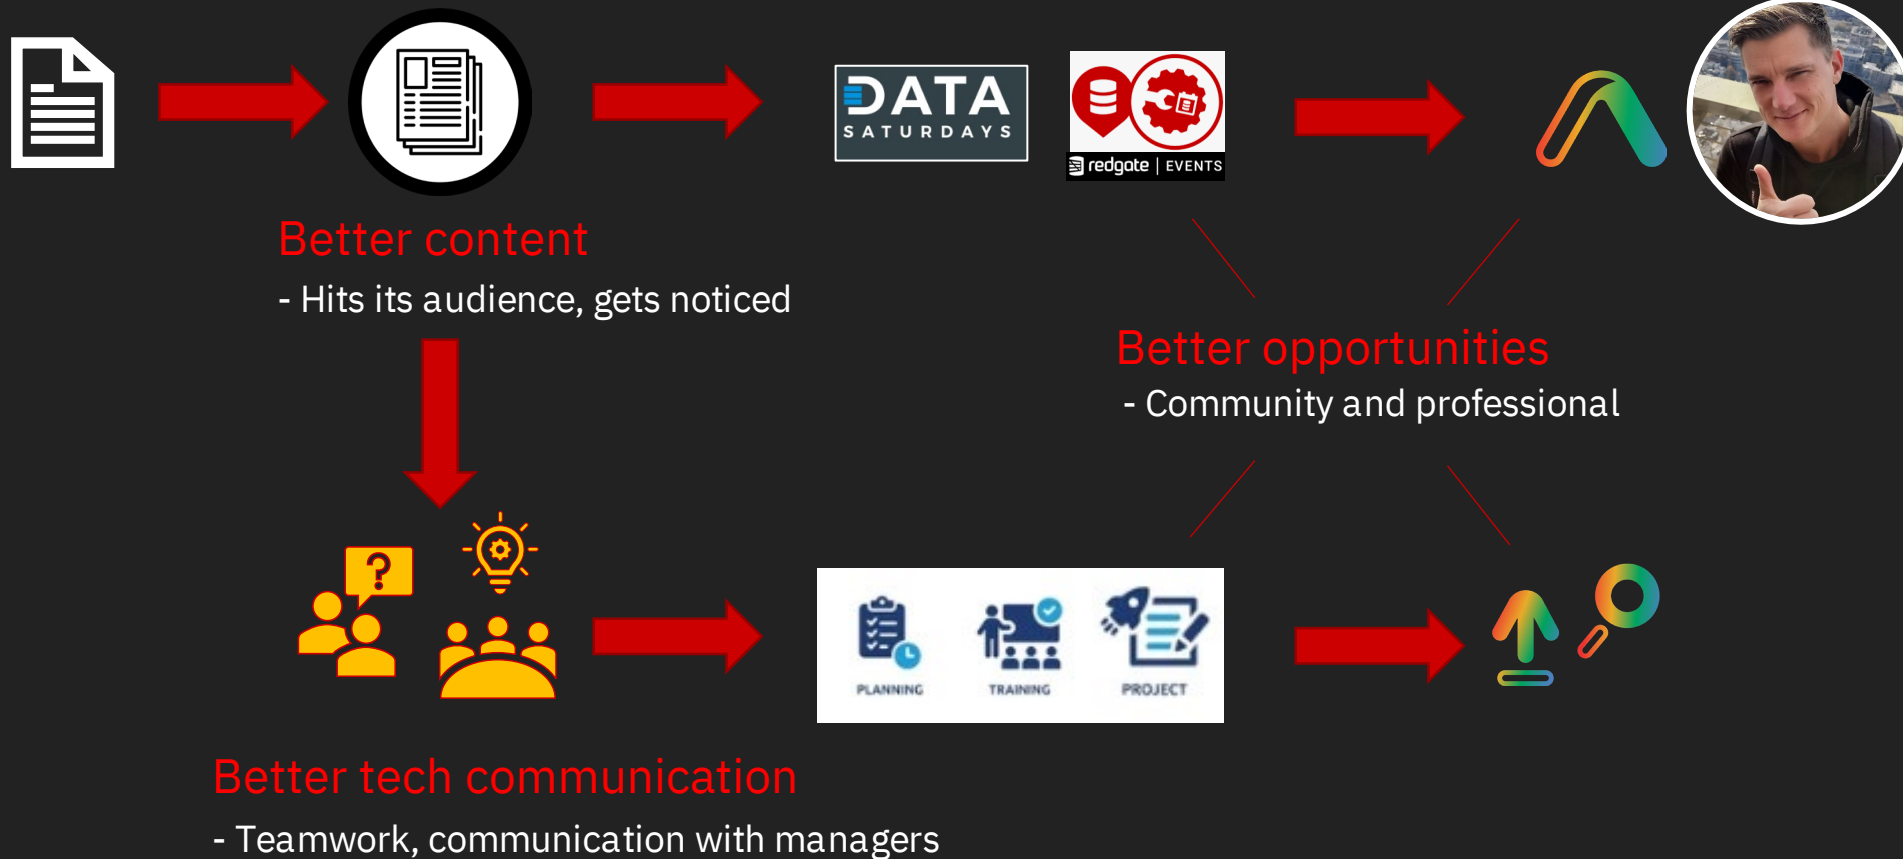 DATA
SATURDAYS
redgate | EVENTS
Better content
- Hits its audience, gets noticed
Better opportunities
- Community and professional
?
PLANNING
TRAINING
PROJECT
Better tech communication
- Teamwork, communication with managers